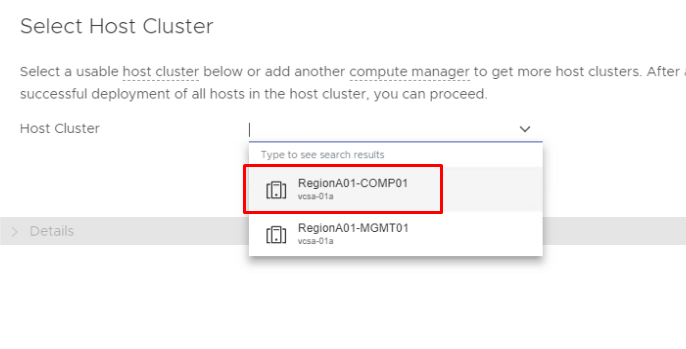 Select Host Cluster
Select a usable host cluster below or add another compute manager to get more host clusters. After a
successful deployment of all hosts in the host cluster, you can proceed.
Host Cluster
Type to see search results
RegionA01-COMP01
vcsa-01a
RegionA01-MGMT01
vcsa-01a
Details